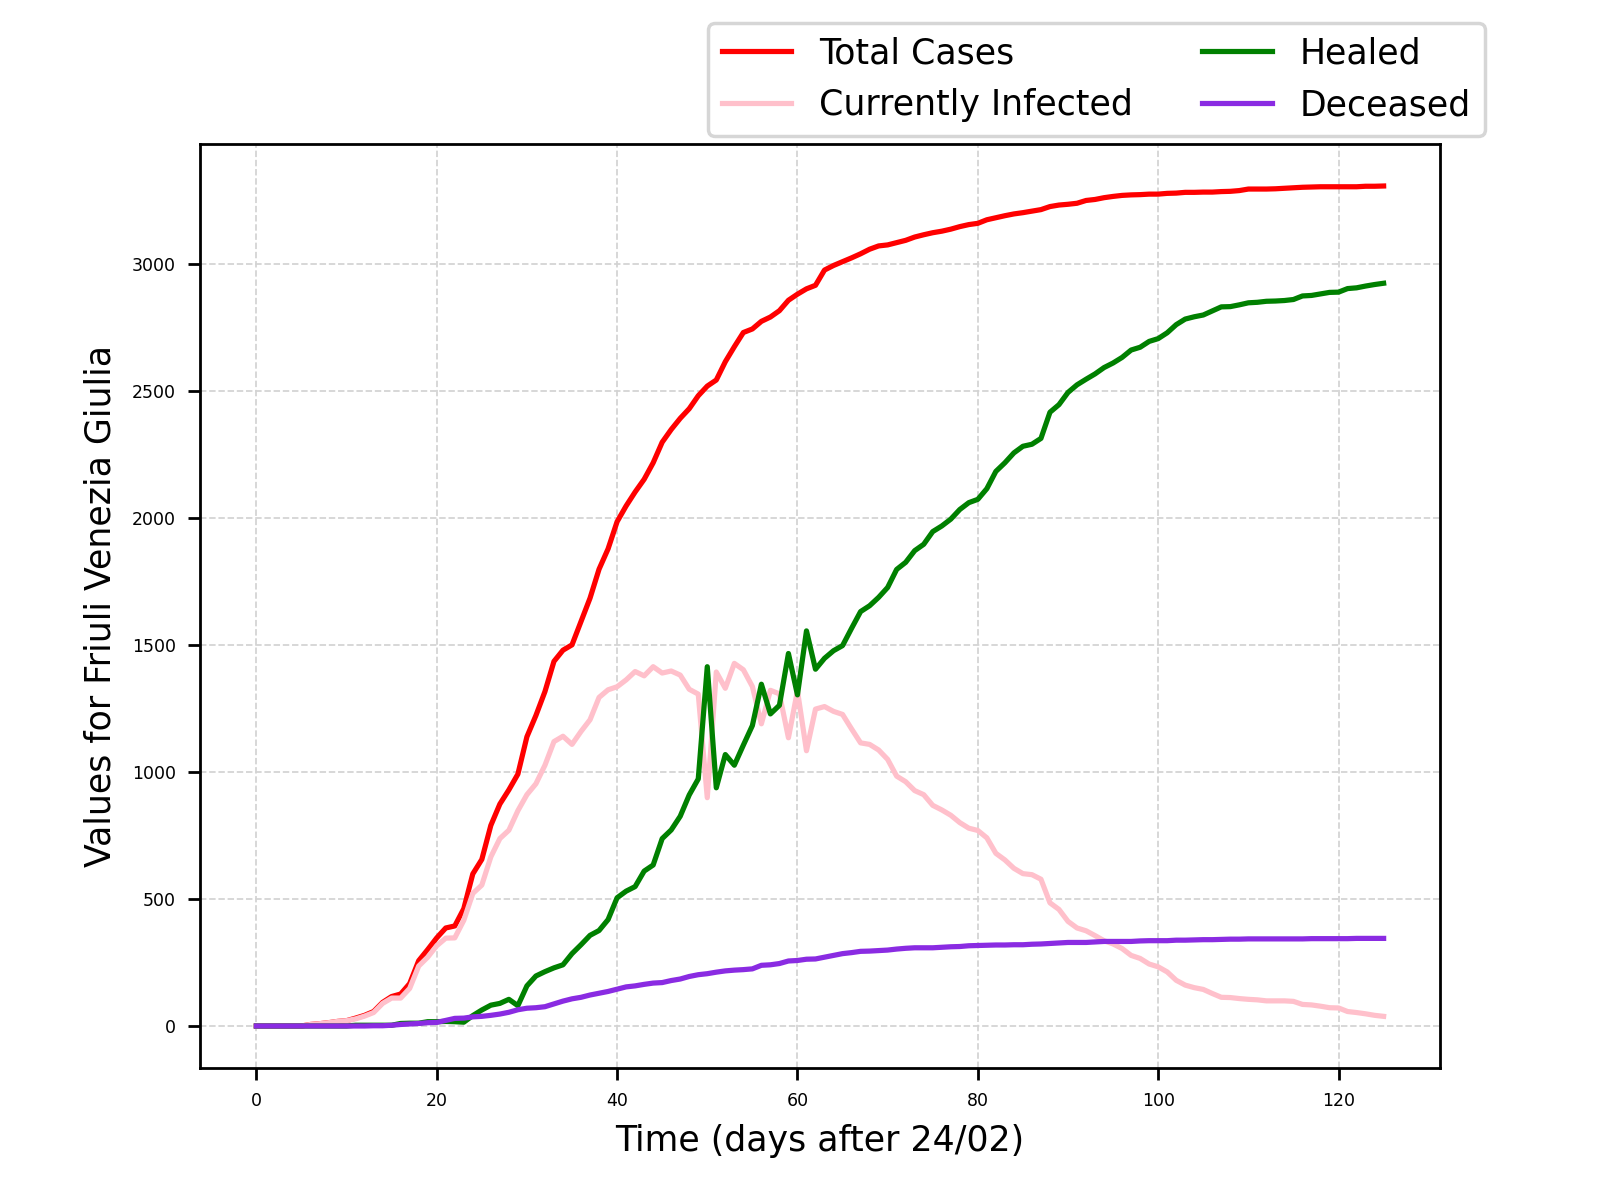 Total Cases
Currently Infected
Healed
Deceased
Values for Friuli Venezia Giulia
3000
2500
2000
1500
1000
500
0
0 20 40 60 80 100 120
Time (days after 24/02)